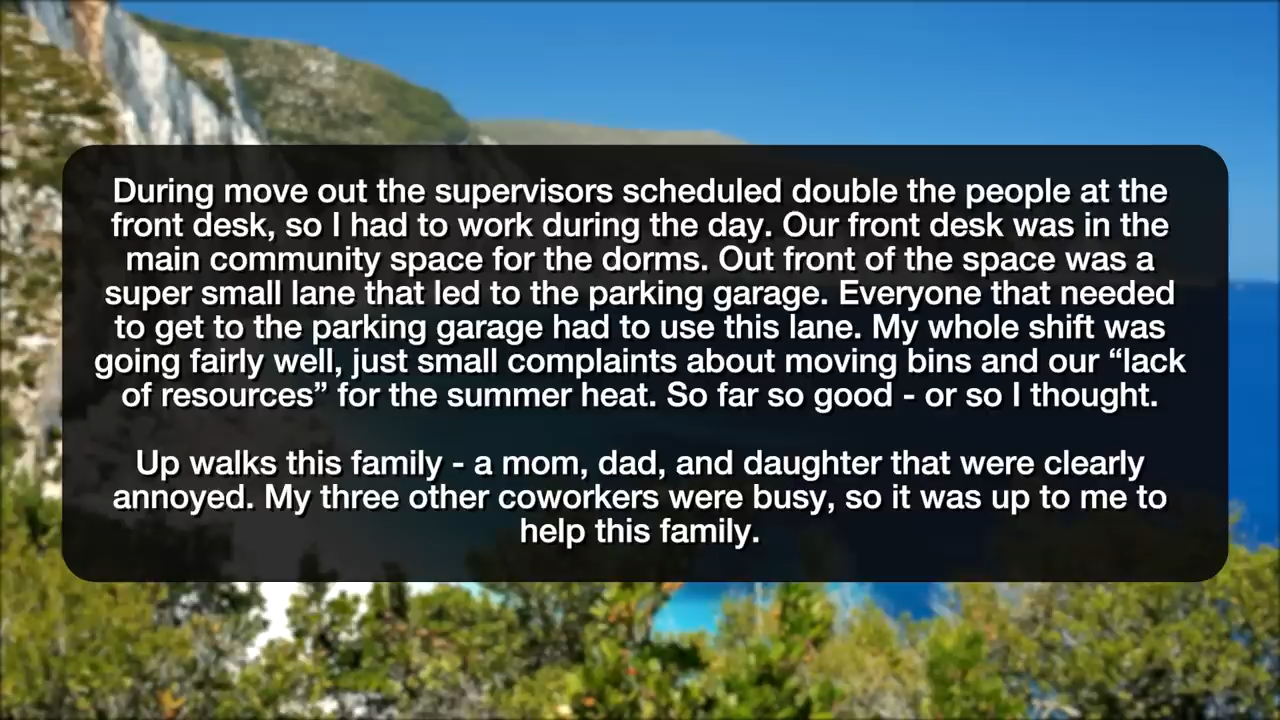 During move out the supervisors scheduled double the people at the
front desk, so I had to work during the day. Our front desk was in the
main community space for the dorms. Out front of the space was a
super small lane that led to the parking garage. Everyone that needed
to get to the parking garage had to use this lane. My whole shift was
going fairly well, just small complaints about moving bins and our “lack
of resources” for the summer heat. So far so good - or so I thought.
Up walks this family - a mom, dad, and daughter that were clearly
annoyed. My three other coworkers were busy, so it was up to me to
help this family.